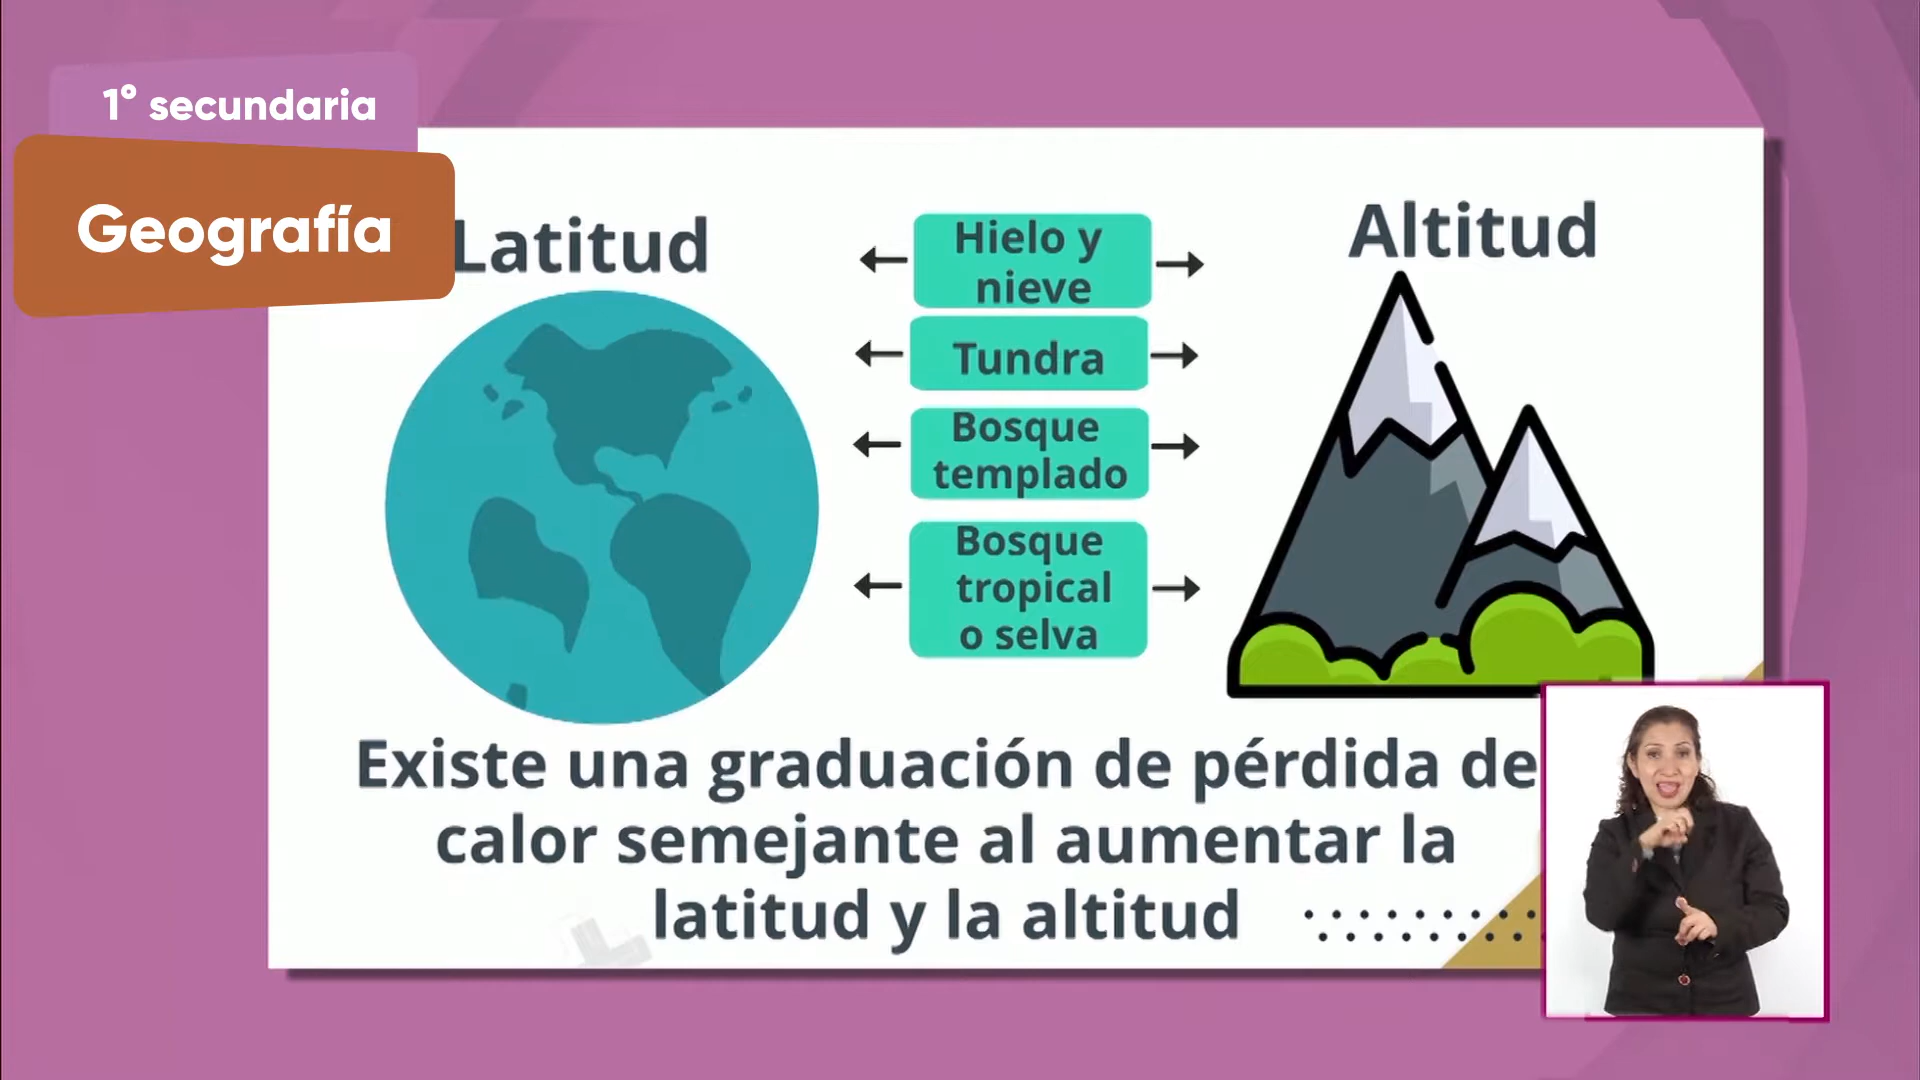 1° secundaria
Geografía
Latitud
Altitud
Hielo y
nieve
Tundra
Bosque
templado
Bosque
tropical
o selva
Existe una graduación de pérdida de
calor semejante al aumentar la
latitud y la altitud